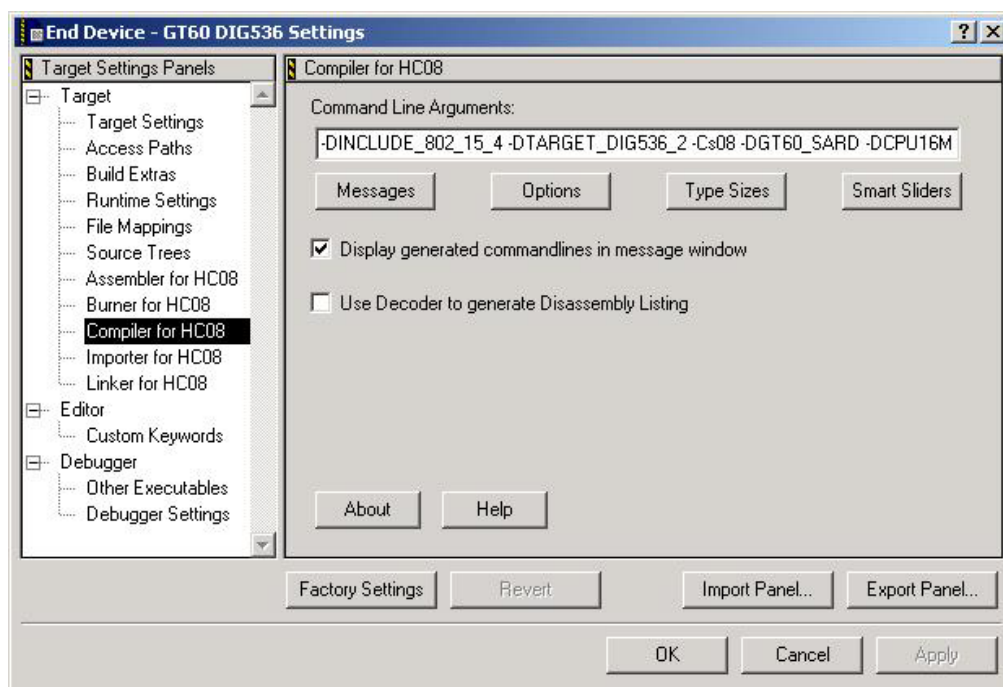 End Device - GT60 DIG536 Settings
Target Settings Panels
Target
Target Settings
Access Paths
Build Extras
Runtime Settings
File Mappings
Source Trees
Assembler for HC08
Burner for HC08
Compiler for HC08
Importer for HC08
Linker for HC08
Editor
Custom Keywords
Debugger
Other Executables
Debugger Settings
Compiler for HC08
Command Line Arguments:
-DINCLUDE_802_15_4 -DTARGET_DIG536_2 -Cs08 -DGT60_SARD -DCPU16M
Messages Options Type Sizes Smart Sliders
Display generated commandlines in message window
Use Decoder to generate Disassembly Listing
About Help
Factory Settings Revert Import Panel... Export Panel...
OK Cancel Apply